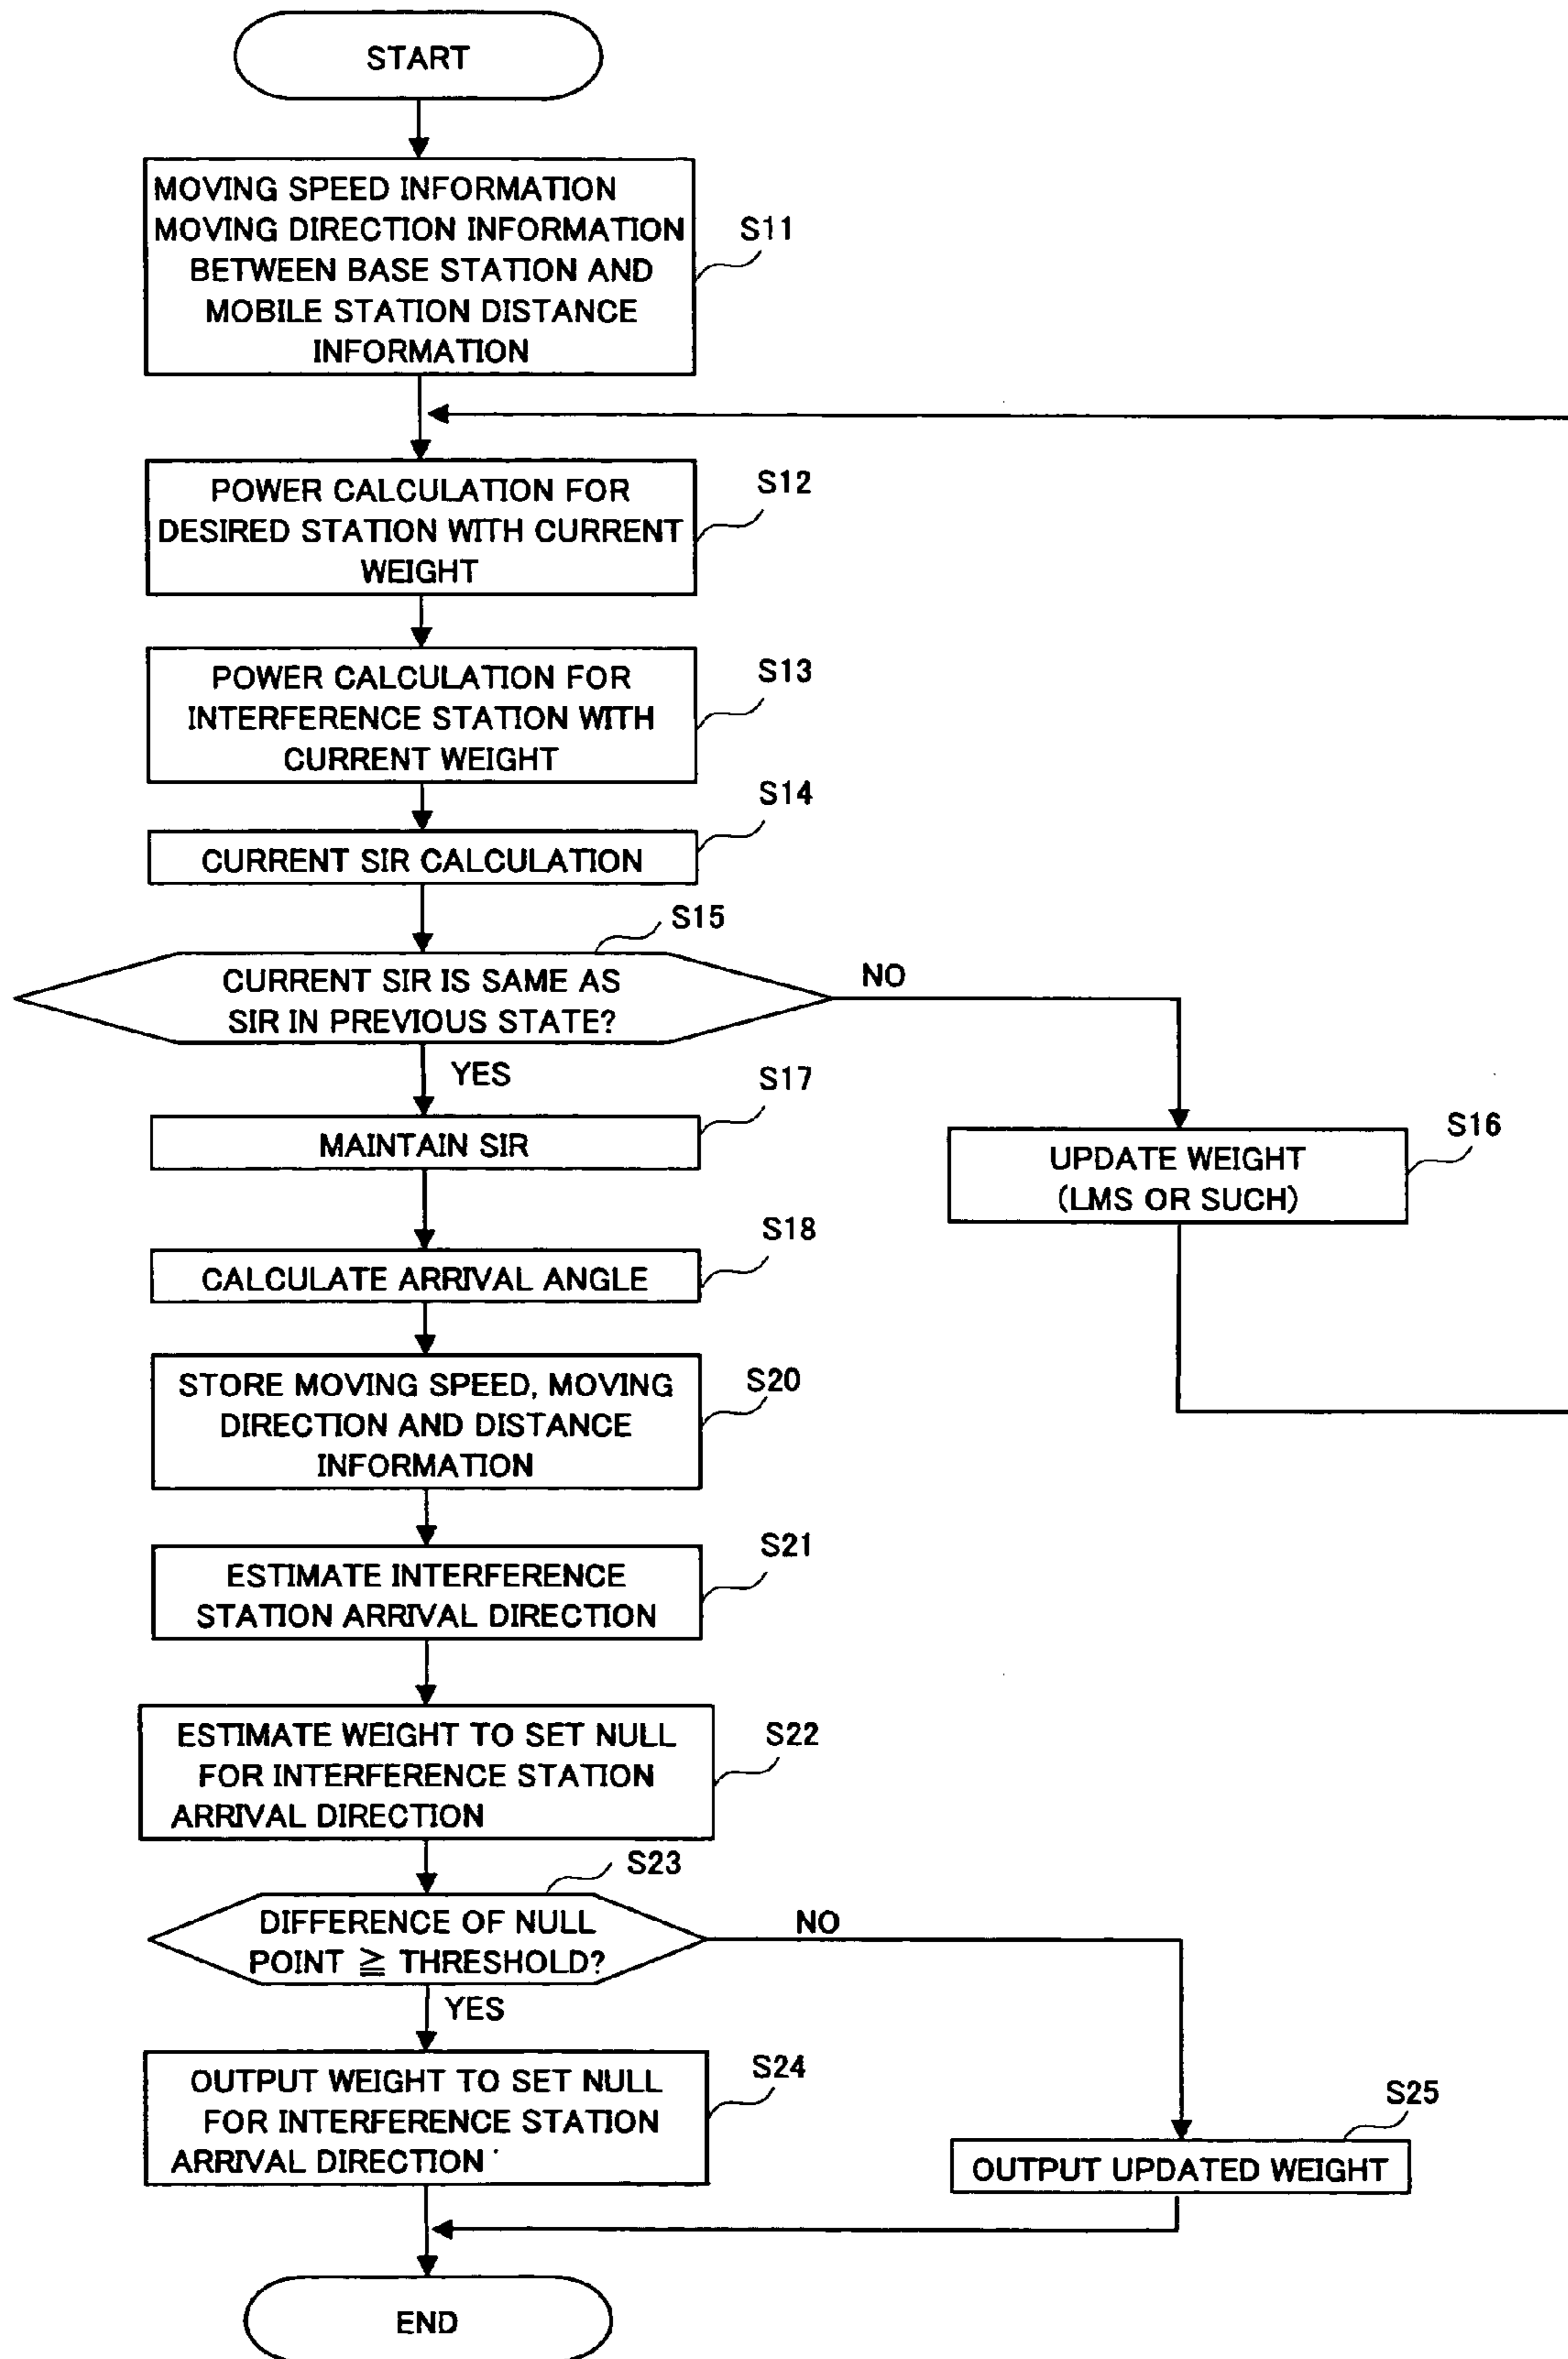 START
MOVING SPEED INFORMATION
MOVING DIRECTION INFORMATION
BETWEEN BASE STATION AND
MOBILE STATION DISTANCE
INFORMATION
S11
POWER CALCULATION FOR
DESIRED STATION WITH CURRENT
WEIGHT
S12
POWER CALCULATION FOR
INTERFERENCE STATION WITH
CURRENT WEIGHT
S13
CURRENT SIR CALCULATION
S14
CURRENT SIR IS SAME AS
SIR IN PREVIOUS STATE?
S15
NO
YES
UPDATE WEIGHT
(LMS OR SUCH)
S16
MAINTAIN SIR
S17
CALCULATE ARRIVAL ANGLE
S18
STORE MOVING SPEED, MOVING
DIRECTION AND DISTANCE
INFORMATION
S20
ESTIMATE INTERFERENCE
STATION ARRIVAL DIRECTION
S21
ESTIMATE WEIGHT TO SET NULL
FOR INTERFERENCE STATION
ARRIVAL DIRECTION
S22
DIFFERENCE OF NULL
POINT ≧ THRESHOLD?
S23
NO
YES
OUTPUT WEIGHT TO SET NULL
FOR INTERFERENCE STATION
ARRIVAL DIRECTION
S24
OUTPUT UPDATED WEIGHT
S25
END